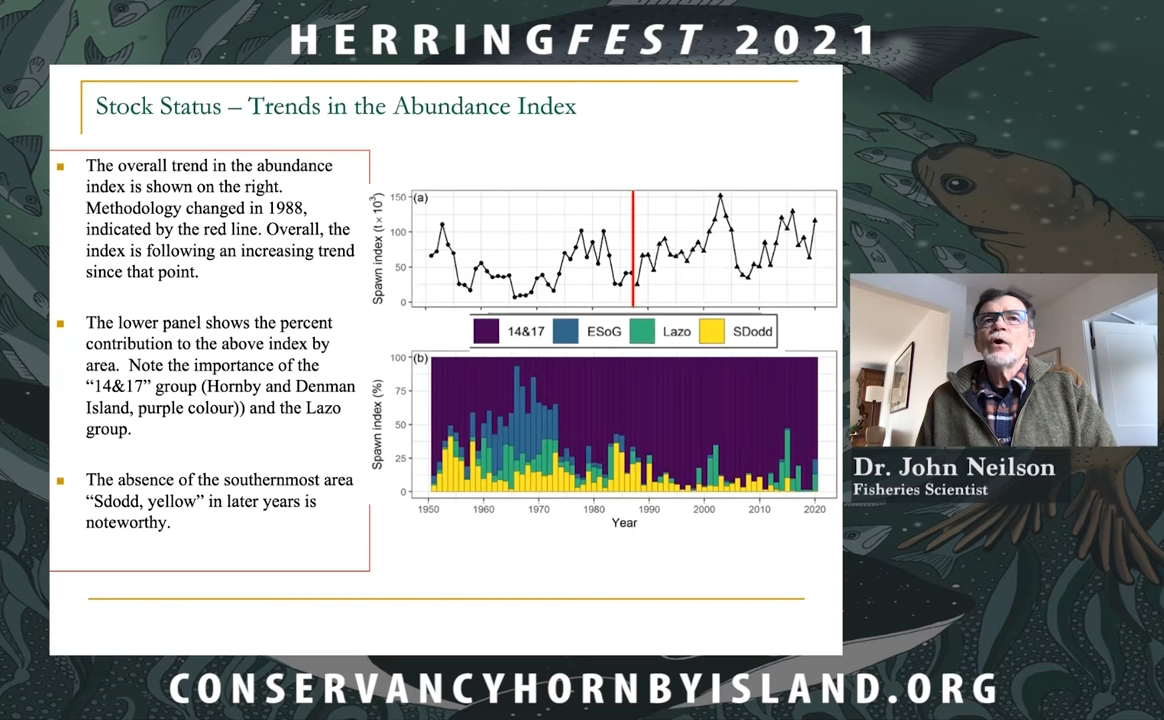 HERRINGFEST 2021
Stock Status – Trends in the Abundance Index
■ The overall trend in the abundance
index is shown on the right.
Methodology changed in 1988,
indicated by the red line. Overall, the
index is following an increasing trend
since that point.
■ The lower panel shows the percent
contribution to the above index by
area. Note the importance of the
“14&17” group (Hornby and Denman
Island, purple colour)) and the Lazo
group.
■ The absence of the southernmost area
“Sdodd, yellow” in later years is
noteworthy.
(a)
Spawn index (t × 10³)
150
100
50
0
14&17 ESoG Lazo SDodd
(b)
Spawn index (%)
100
75
50
25
0
1950 1960 1970 1980 1990 2000 2010 2020
Year
Dr. John Neilson
Fisheries Scientist
CONSERVANCYHORNBYISLAND.ORG